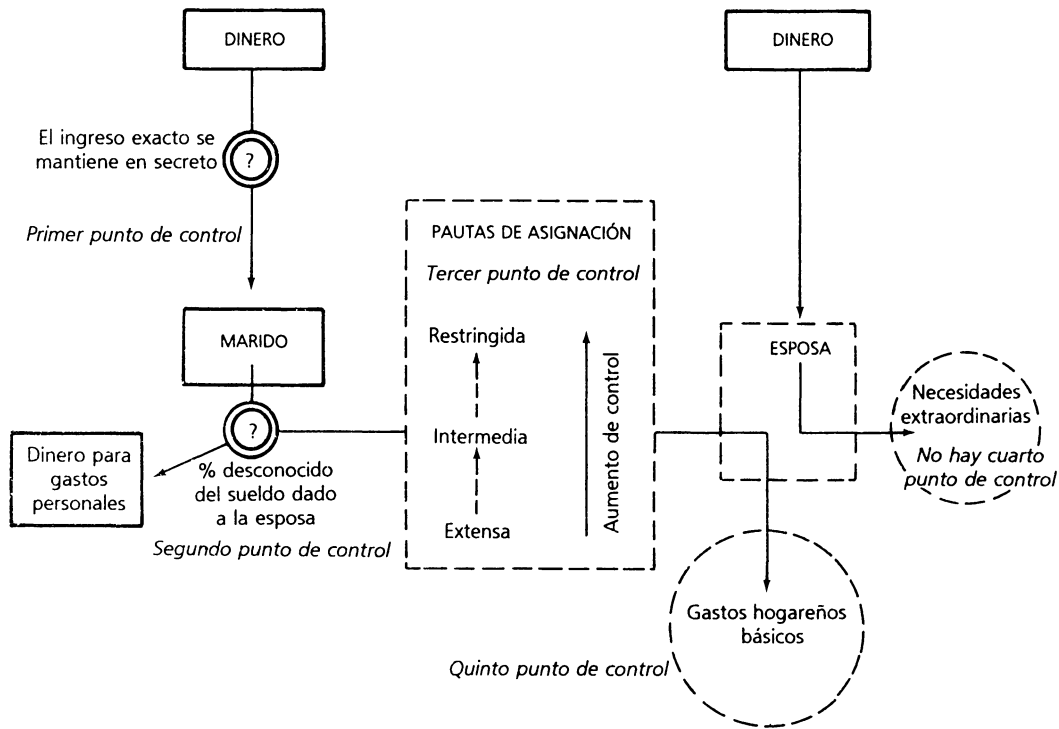 DINERO
DINERO
El ingreso exacto se
mantiene en secreto
?
Primer punto de control
MARIDO
?
Dinero para
gastos
personales
% desconocido
del sueldo dado
a la esposa
Segundo punto de control
PAUTAS DE ASIGNACIÓN
Tercer punto de control
Restringida
Intermedia
Extensa
Aumento de control
ESPOSA
Necesidades
extraordinarias
No hay cuarto
punto de control
Gastos hogareños
básicos
Quinto punto de control